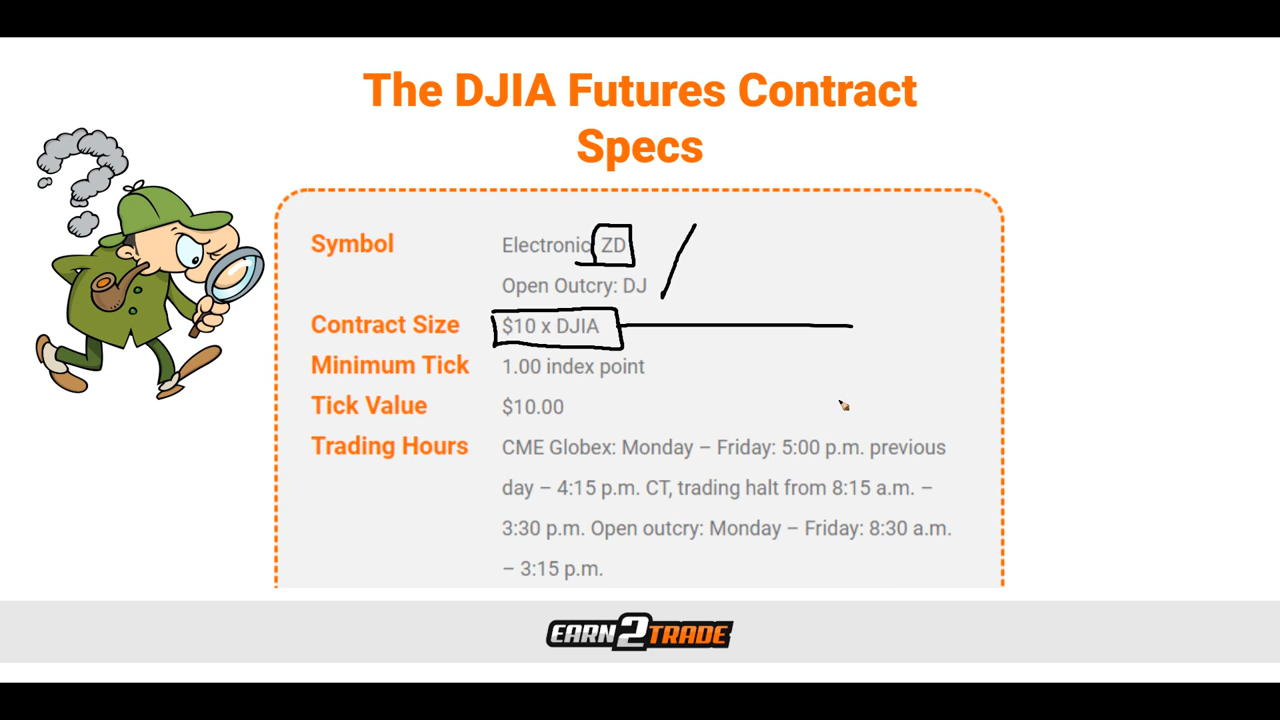 The DJIA Futures Contract
Specs
Symbol Electronic ZD
Open Outcry: DJ
Contract Size $10 x DJIA
Minimum Tick 1.00 index point
Tick Value $10.00
Trading Hours CME Globex: Monday – Friday: 5:00 p.m. previous
day – 4:15 p.m. CT, trading halt from 8:15 a.m. –
3:30 p.m. Open outcry: Monday – Friday: 8:30 a.m.
– 3:15 p.m.
EARN2TRADE